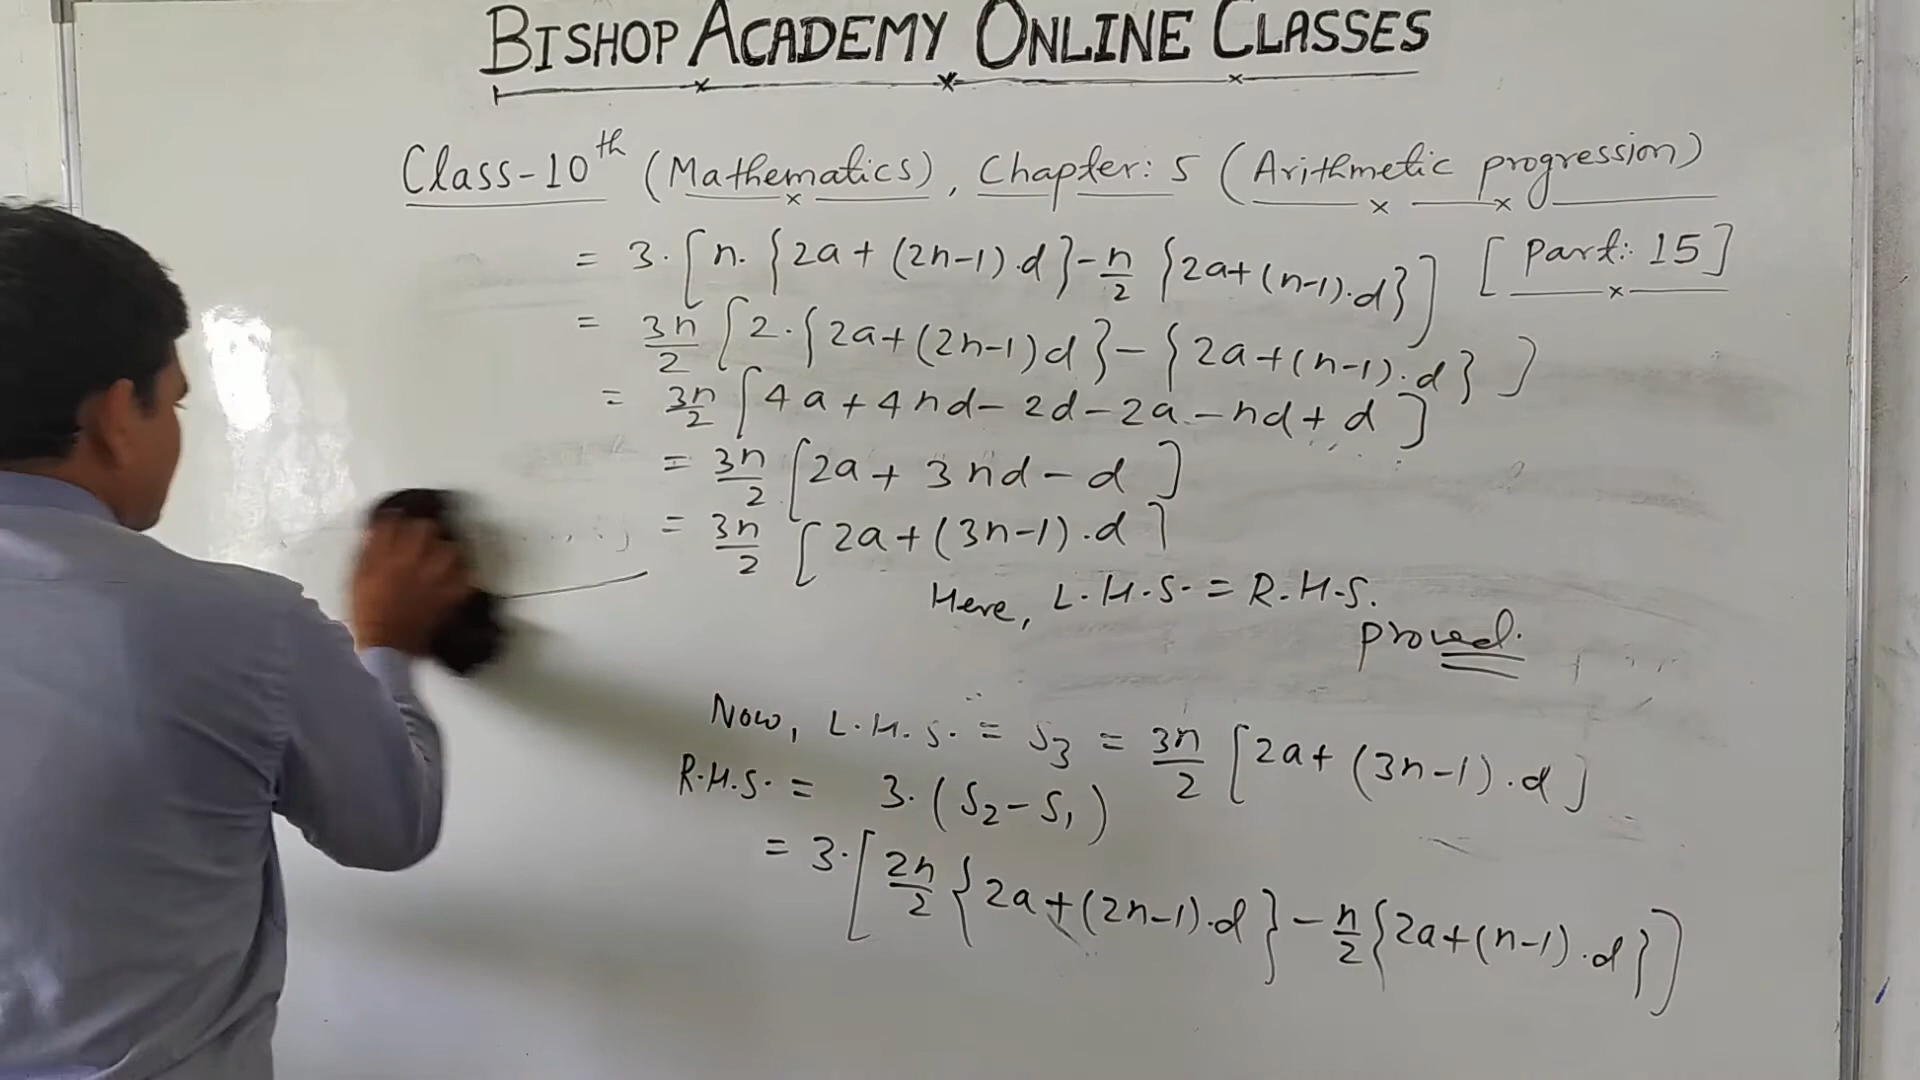 BISHOP ACADEMY ONLINE CLASSES
Class-10th (Mathematics), Chapter: 5 (Arithmetic progression)
[Part: 15]
= 3·[n·{2a+(2n-1)·d}-n/2{2a+(n-1)·d}]
= 3n/2[2·{2a+(2n-1)d}-{2a+(n-1)·d}]
= 3n/2[4a+4nd-2d-2a-nd+d]
= 3n/2[2a+3nd-d]
= 3n/2[2a+(3n-1)·d]
Here, L.H.S. = R.H.S.
proved.
Now, L.H.S. = S₃ = 3n/2[2a+(3n-1)·d]
R.H.S. = 3·(S₂-S₁)
= 3·[2n/2{2a+(2n-1)·d}-n/2{2a+(n-1)·d}]